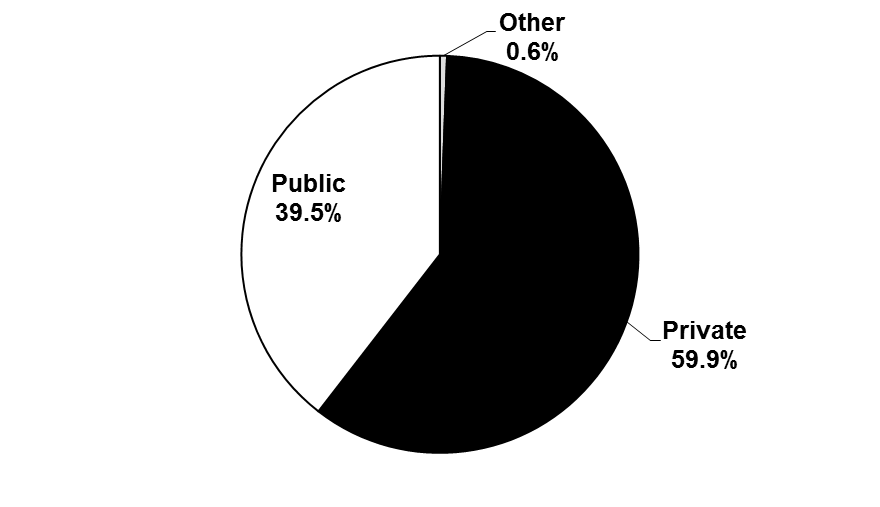 Other
0.6%
Public
39.5%
Private
59.9%